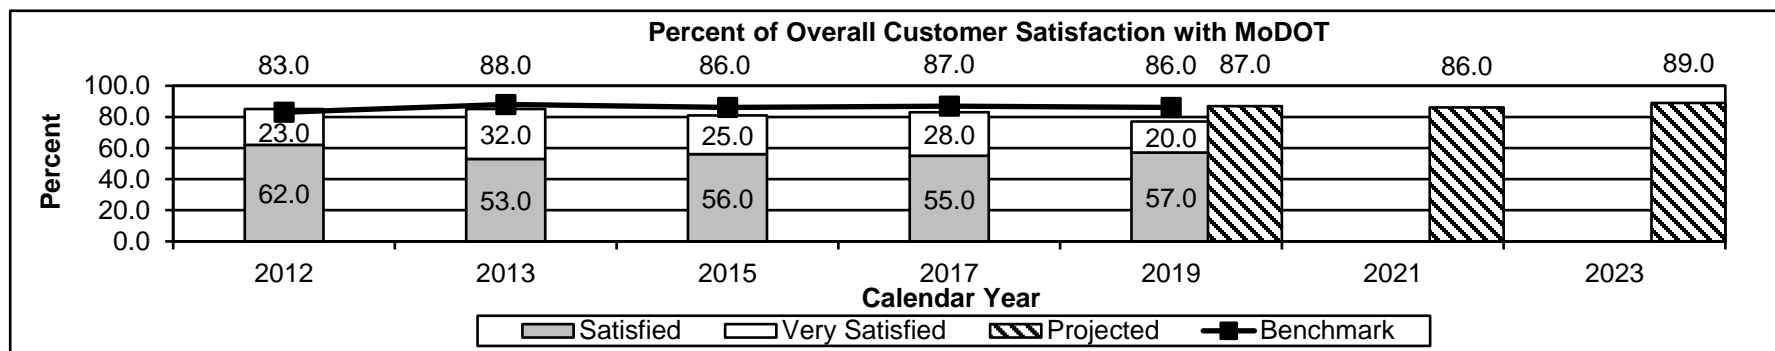 Percent of Overall Customer Satisfaction with MoDOT
83.0 88.0 86.0 87.0 86.0 87.0 86.0 89.0
100.0
80.0
60.0
40.0
20.0
0.0
Percent
23.0 32.0 25.0 28.0 20.0
62.0 53.0 56.0 55.0 57.0
2012 2013 2015 2017 2019 2021 2023
Calendar Year
Satisfied Very Satisfied Projected Benchmark